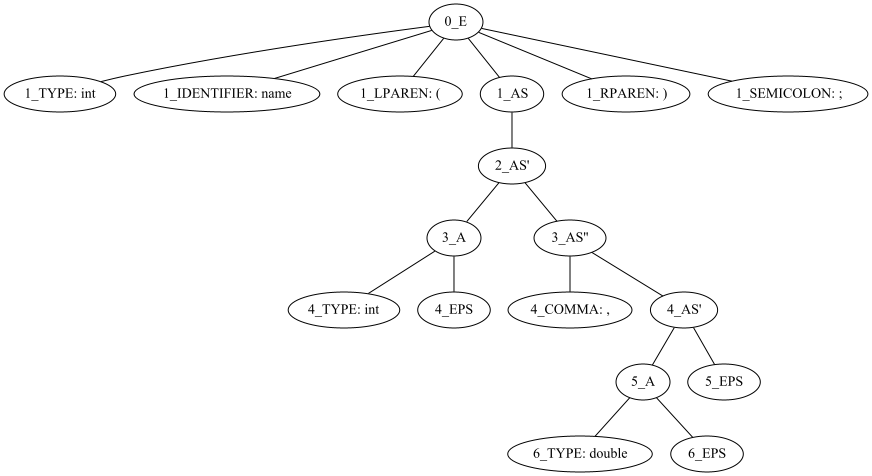 0_E
1_TYPE: int
1_IDENTIFIER: name
1_LPAREN: (
1_AS
1_RPAREN: )
1_SEMICOLON: ;
2_AS'
3_A
3_AS''
4_TYPE: int
4_EPS
4_COMMA: ,
4_AS'
5_A
5_EPS
6_TYPE: double
6_EPS